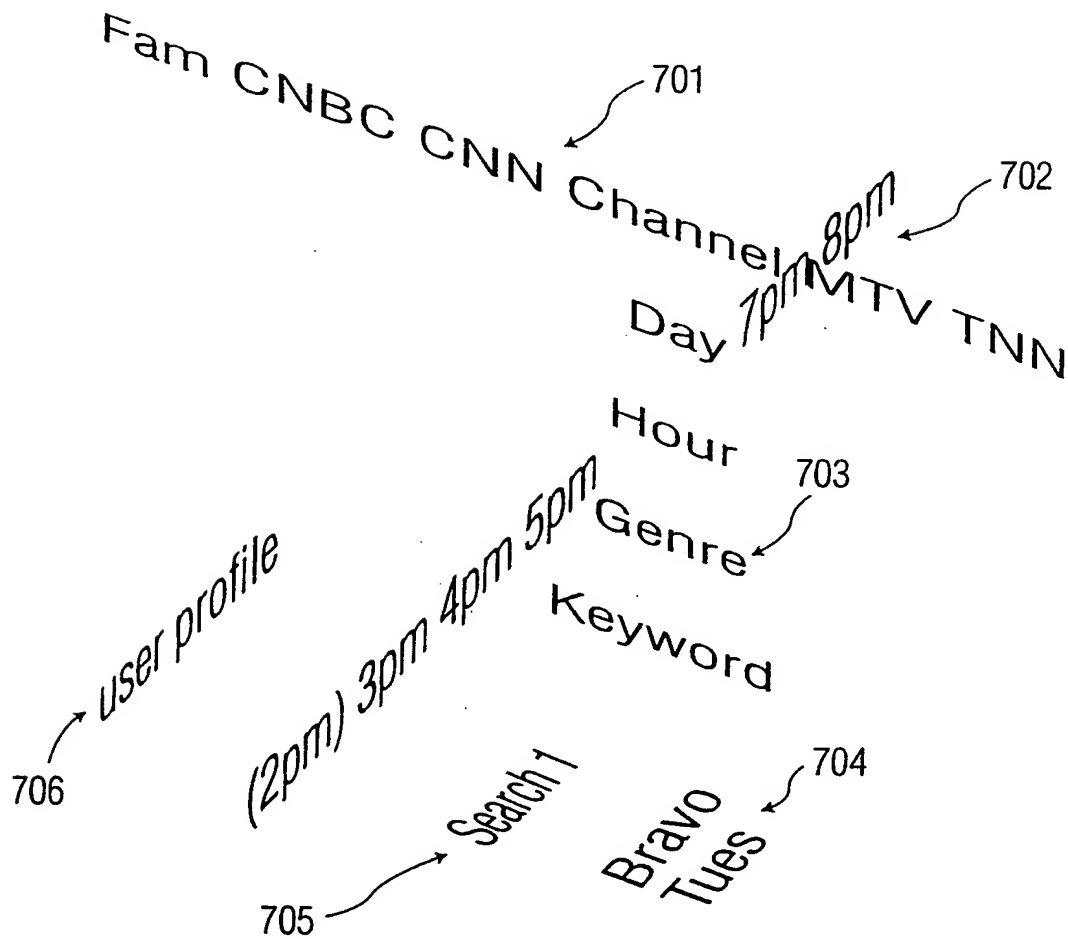 Fam CNBC CNN Channel MTV TNN
701
702
7pm 8pm
Day
Hour
703
Genre
(2pm) 3pm 4pm 5pm
Keyword
user profile
706
704
Search 1
Bravo
Tues
705